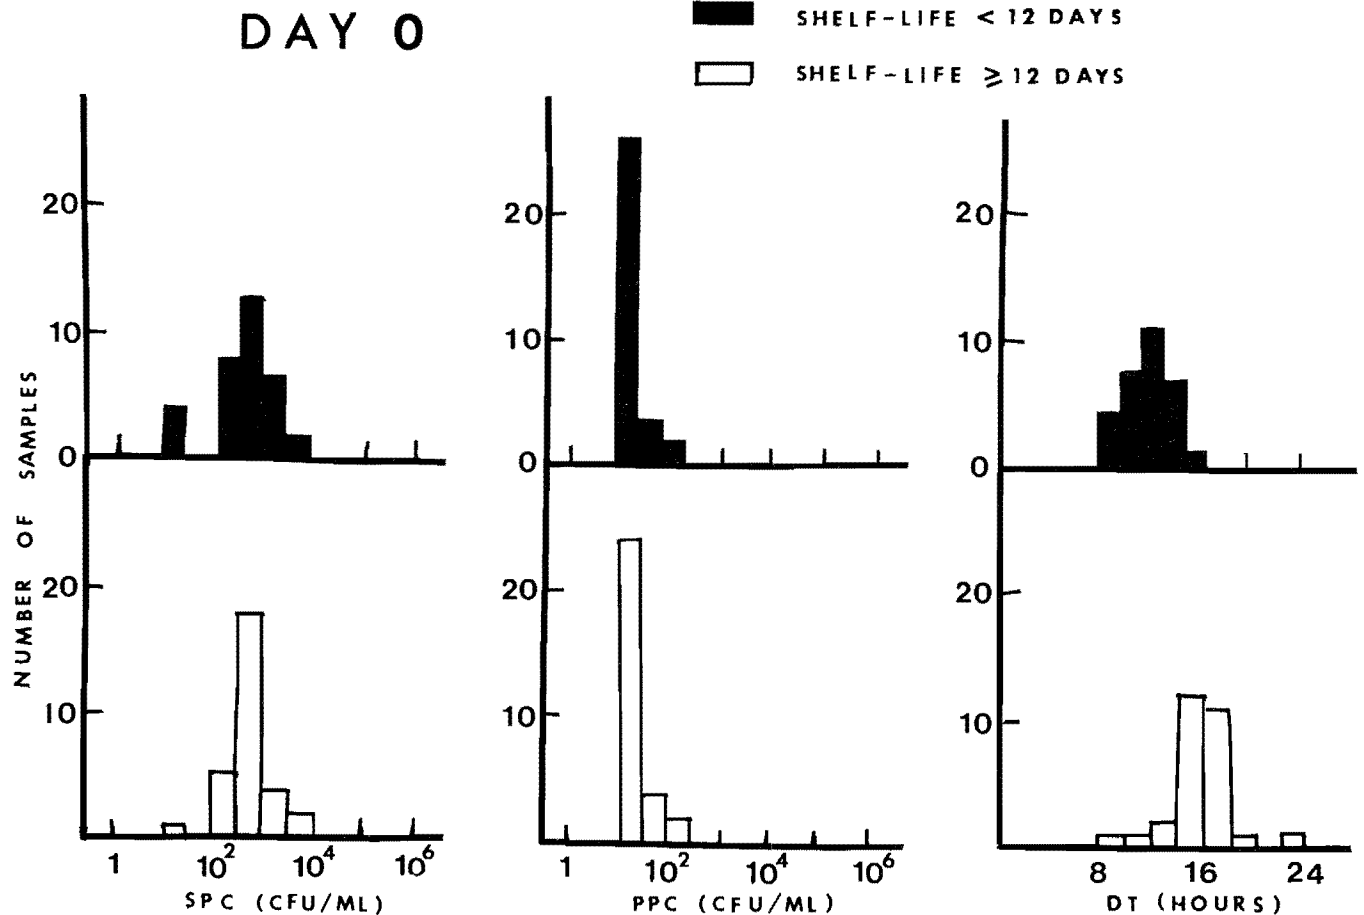 DAY 0
SHELF-LIFE < 12 DAYS
SHELF-LIFE ≥ 12 DAYS
NUMBER OF SAMPLES
20
10
0
20
10
20
10
0
20
10
20
10
0
20
10
1 10² 10⁴ 10⁶
SPC (CFU/ML)
1 10² 10⁴ 10⁶
PPC (CFU/ML)
8 16 24
DT (HOURS)